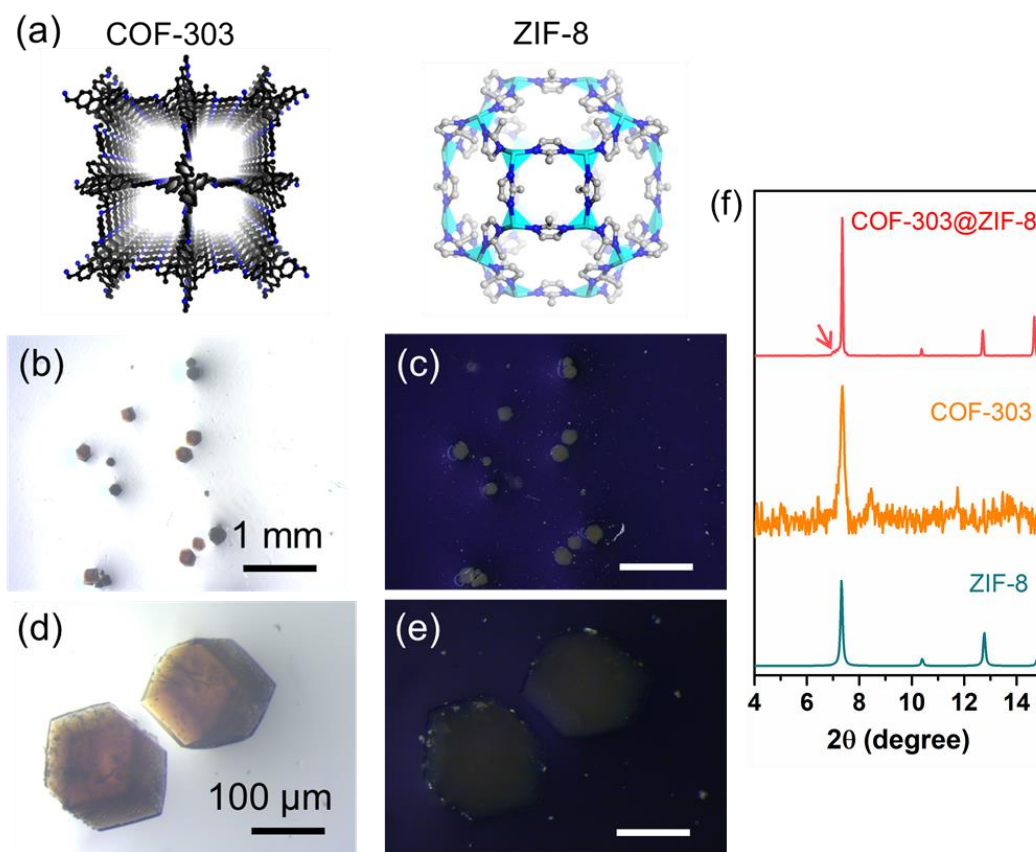 (a) COF-303 ZIF-8
(b)
1 mm
(c)
(d)
100 μm
(e)
(f)
COF-303@ZIF-8
COF-303
ZIF-8
4 6 8 10 12 14
2θ (degree)